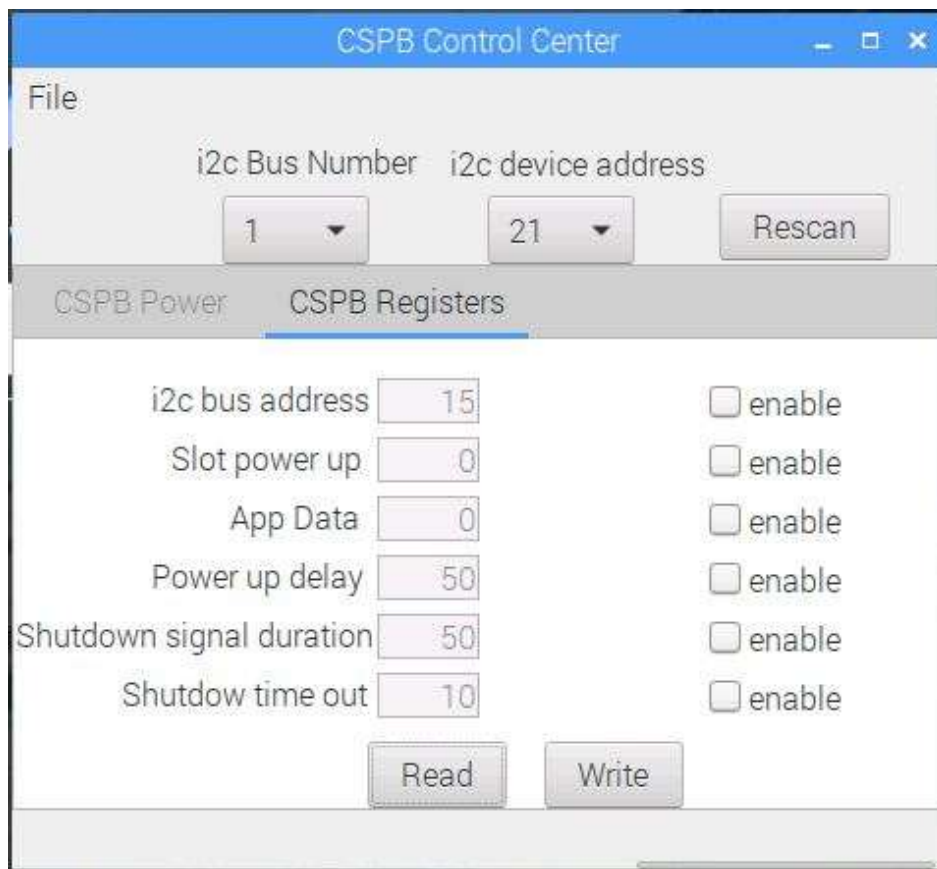 CSPB Control Center
File
i2c Bus Number i2c device address
1 21 Rescan
CSPB Power CSPB Registers
i2c bus address 15 enable
Slot power up 0 enable
App Data 0 enable
Power up delay 50 enable
Shutdown signal duration 50 enable
Shutdow time out 10 enable
Read Write